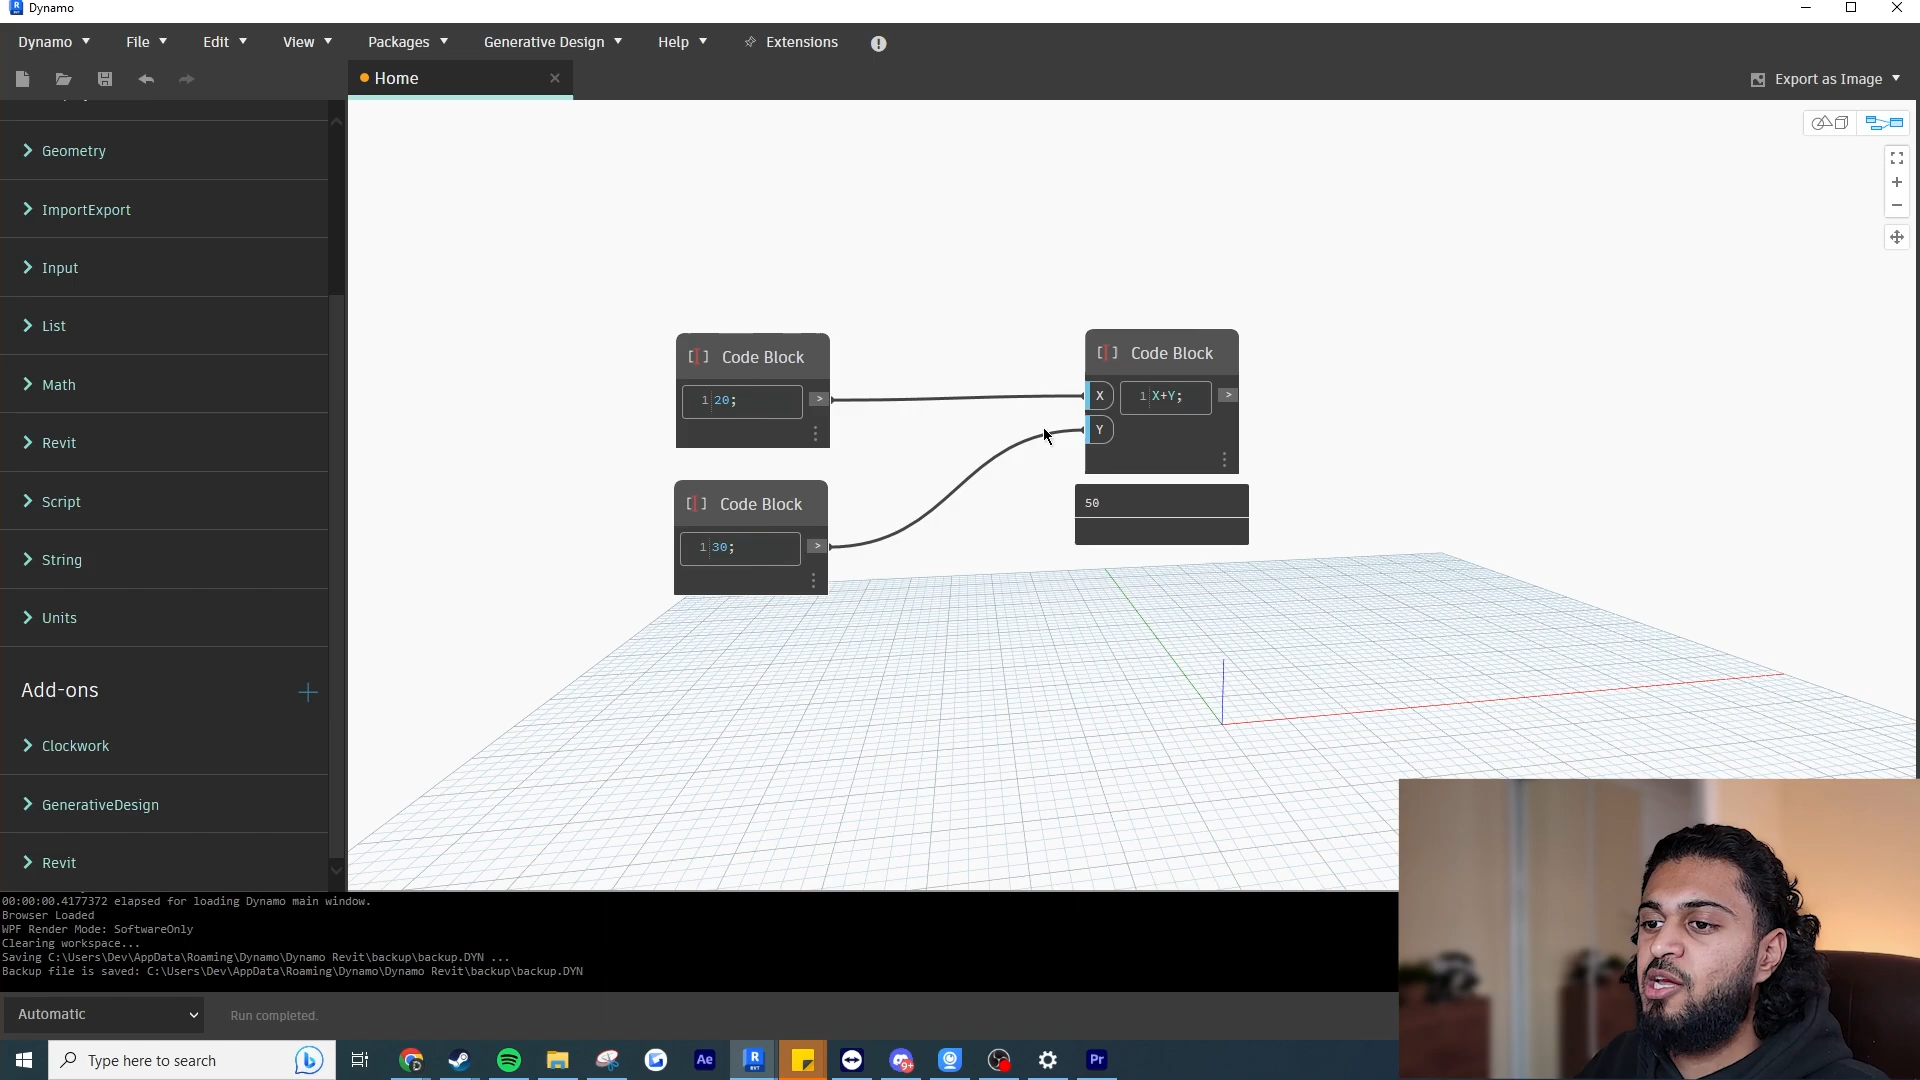 Dynamo
Dynamo File Edit View Packages Generative Design Help Extensions
Home
Export as Image
Geometry
ImportExport
Input
List
Math
Revit
Script
String
Units
Add-ons
Clockwork
GenerativeDesign
Revit
Code Block
1 20;
>
Code Block
1 30;
>
Code Block
X 1 X+Y; >
Y
50
00:00:00.4177372 elapsed for loading Dynamo main window.
Browser Loaded
WPF Render Mode: SoftwareOnly
Clearing workspace...
Saving C:\Users\Dev\AppData\Roaming\Dynamo\Dynamo Revit\backup\backup.DYN ...
Backup file is saved: C:\Users\Dev\AppData\Roaming\Dynamo\Dynamo Revit\backup\backup.DYN
Automatic Run completed.
Type here to search
Ae
R
RVT
9+
Pr